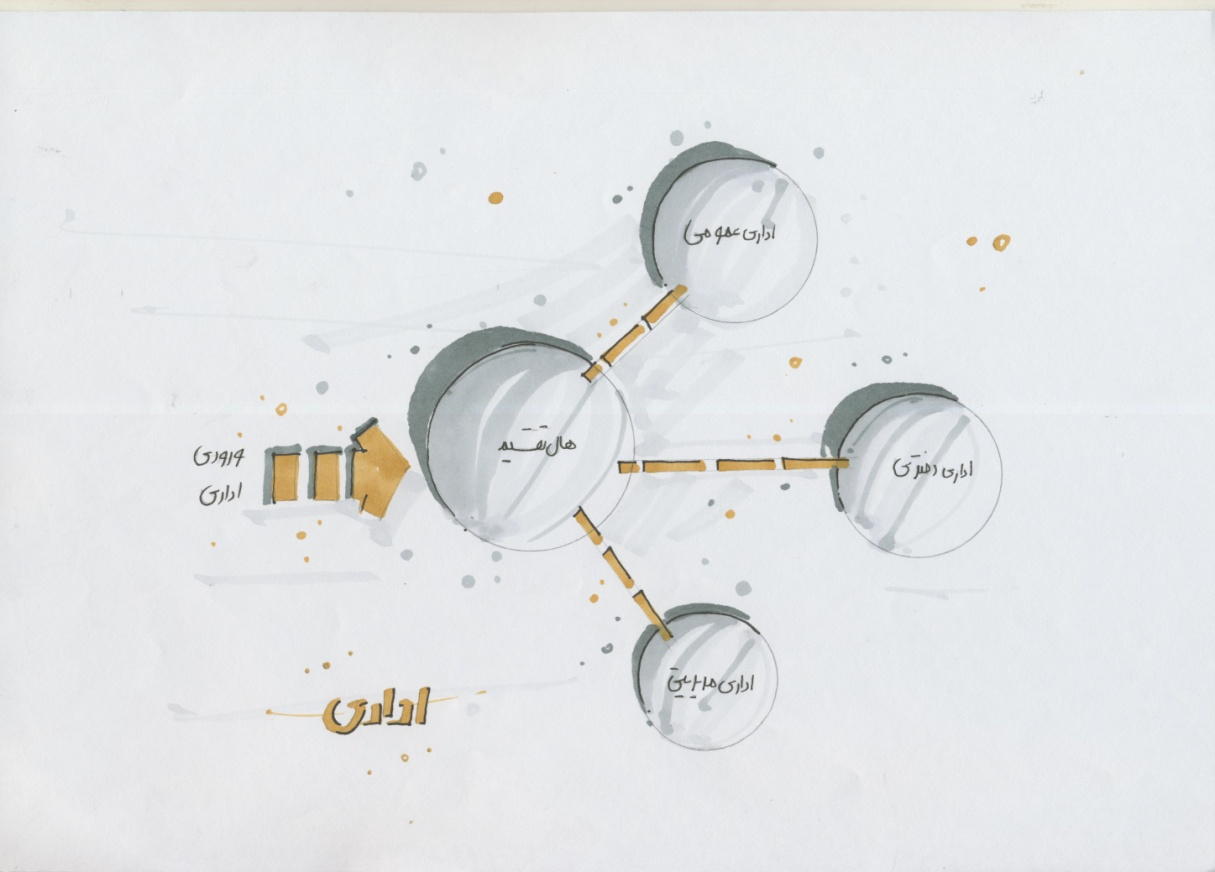 اداری عمومی
ورودی
اداری
هال تقسیم
اداری دفتری
اداری مدیریتی
اداری